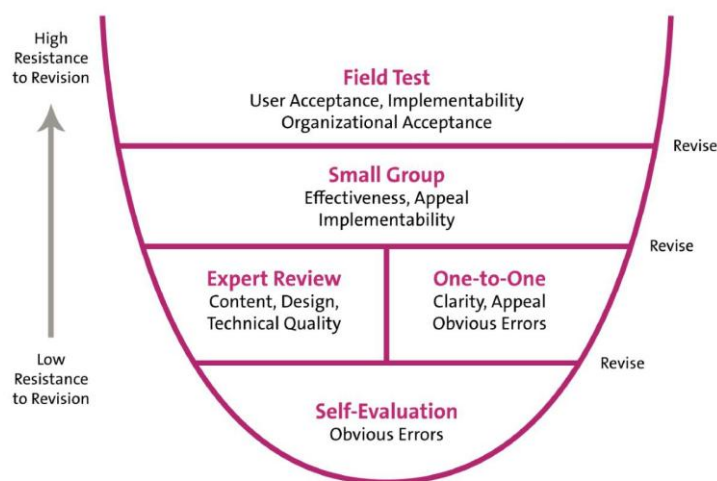 High
Resistance
to Revision
Field Test
User Acceptance, Implementability
Organizational Acceptance
Revise
Small Group
Effectiveness, Appeal
Implementability
Revise
Expert Review
Content, Design,
Technical Quality
One-to-One
Clarity, Appeal
Obvious Errors
Low
Resistance
to Revision
Revise
Self-Evaluation
Obvious Errors